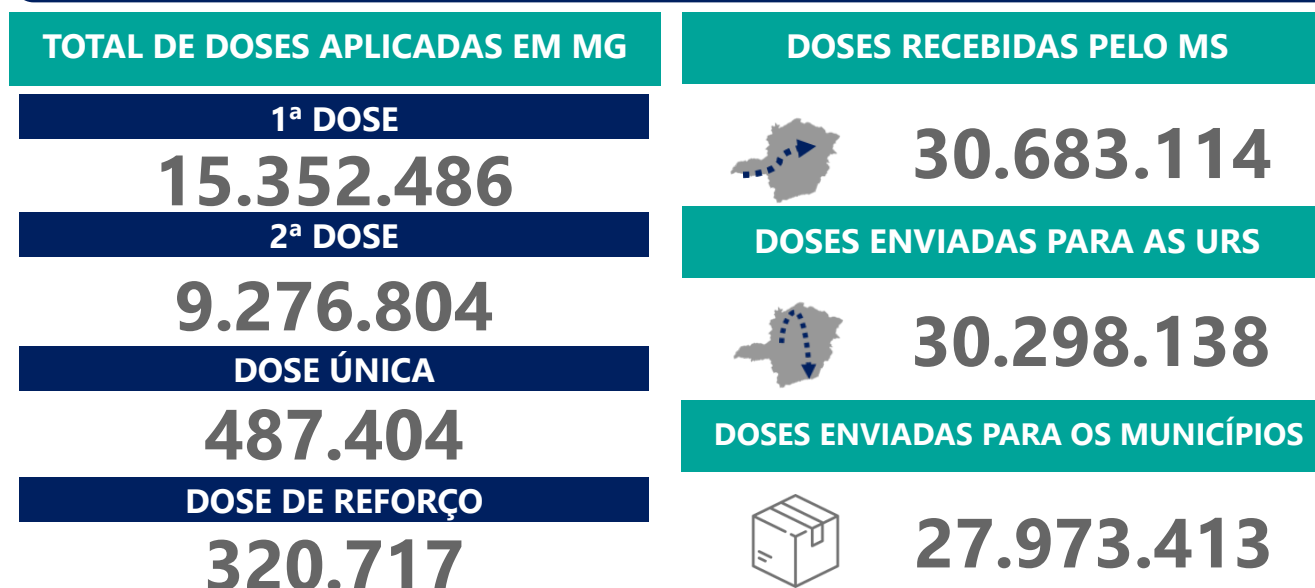 TOTAL DE DOSES APLICADAS EM MG
1ª DOSE
15.352.486
2ª DOSE
9.276.804
DOSE ÚNICA
487.404
DOSE DE REFORÇO
320.717
DOSES RECEBIDAS PELO MS
30.683.114
DOSES ENVIADAS PARA AS URS
30.298.138
DOSES ENVIADAS PARA OS MUNICÍPIOS
27.973.413